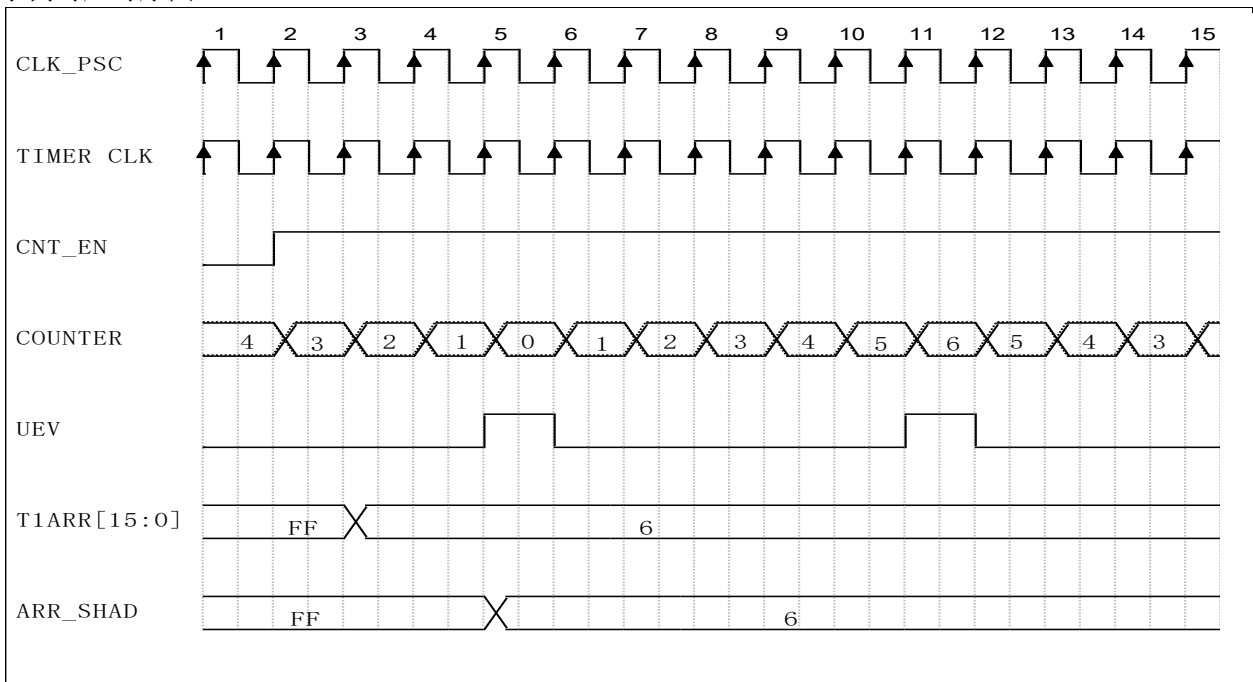 1 2 3 4 5 6 7 8 9 10 11 12 13 14 15
CLK_PSC
TIMER CLK
CNT_EN
COUNTER 4 3 2 1 0 1 2 3 4 5 6 5 4 3
UEV
T1ARR[15:0] FF 6
ARR_SHAD FF 6